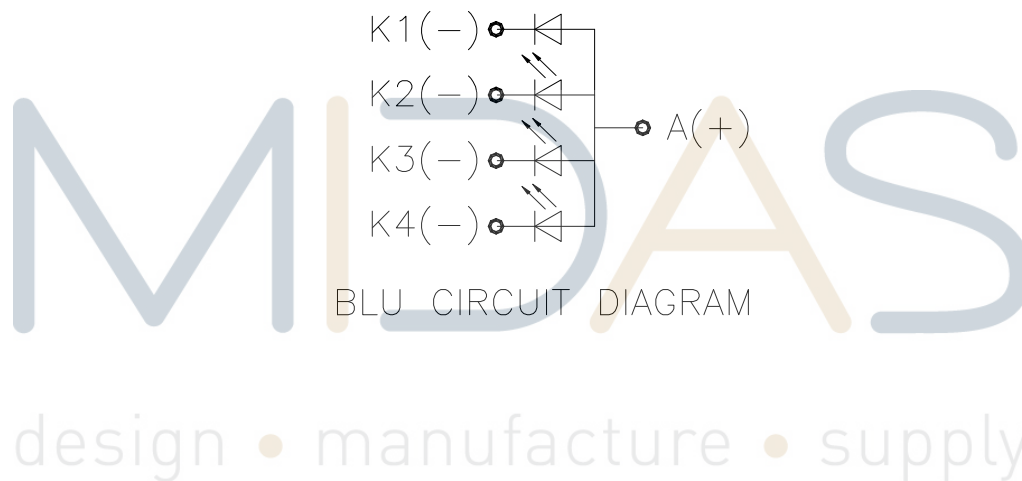 K1(-)
K2(-)
A(+)
K3(-)
K4(-)
BLU CIRCUIT DIAGRAM
MIDAS
design • manufacture • supply